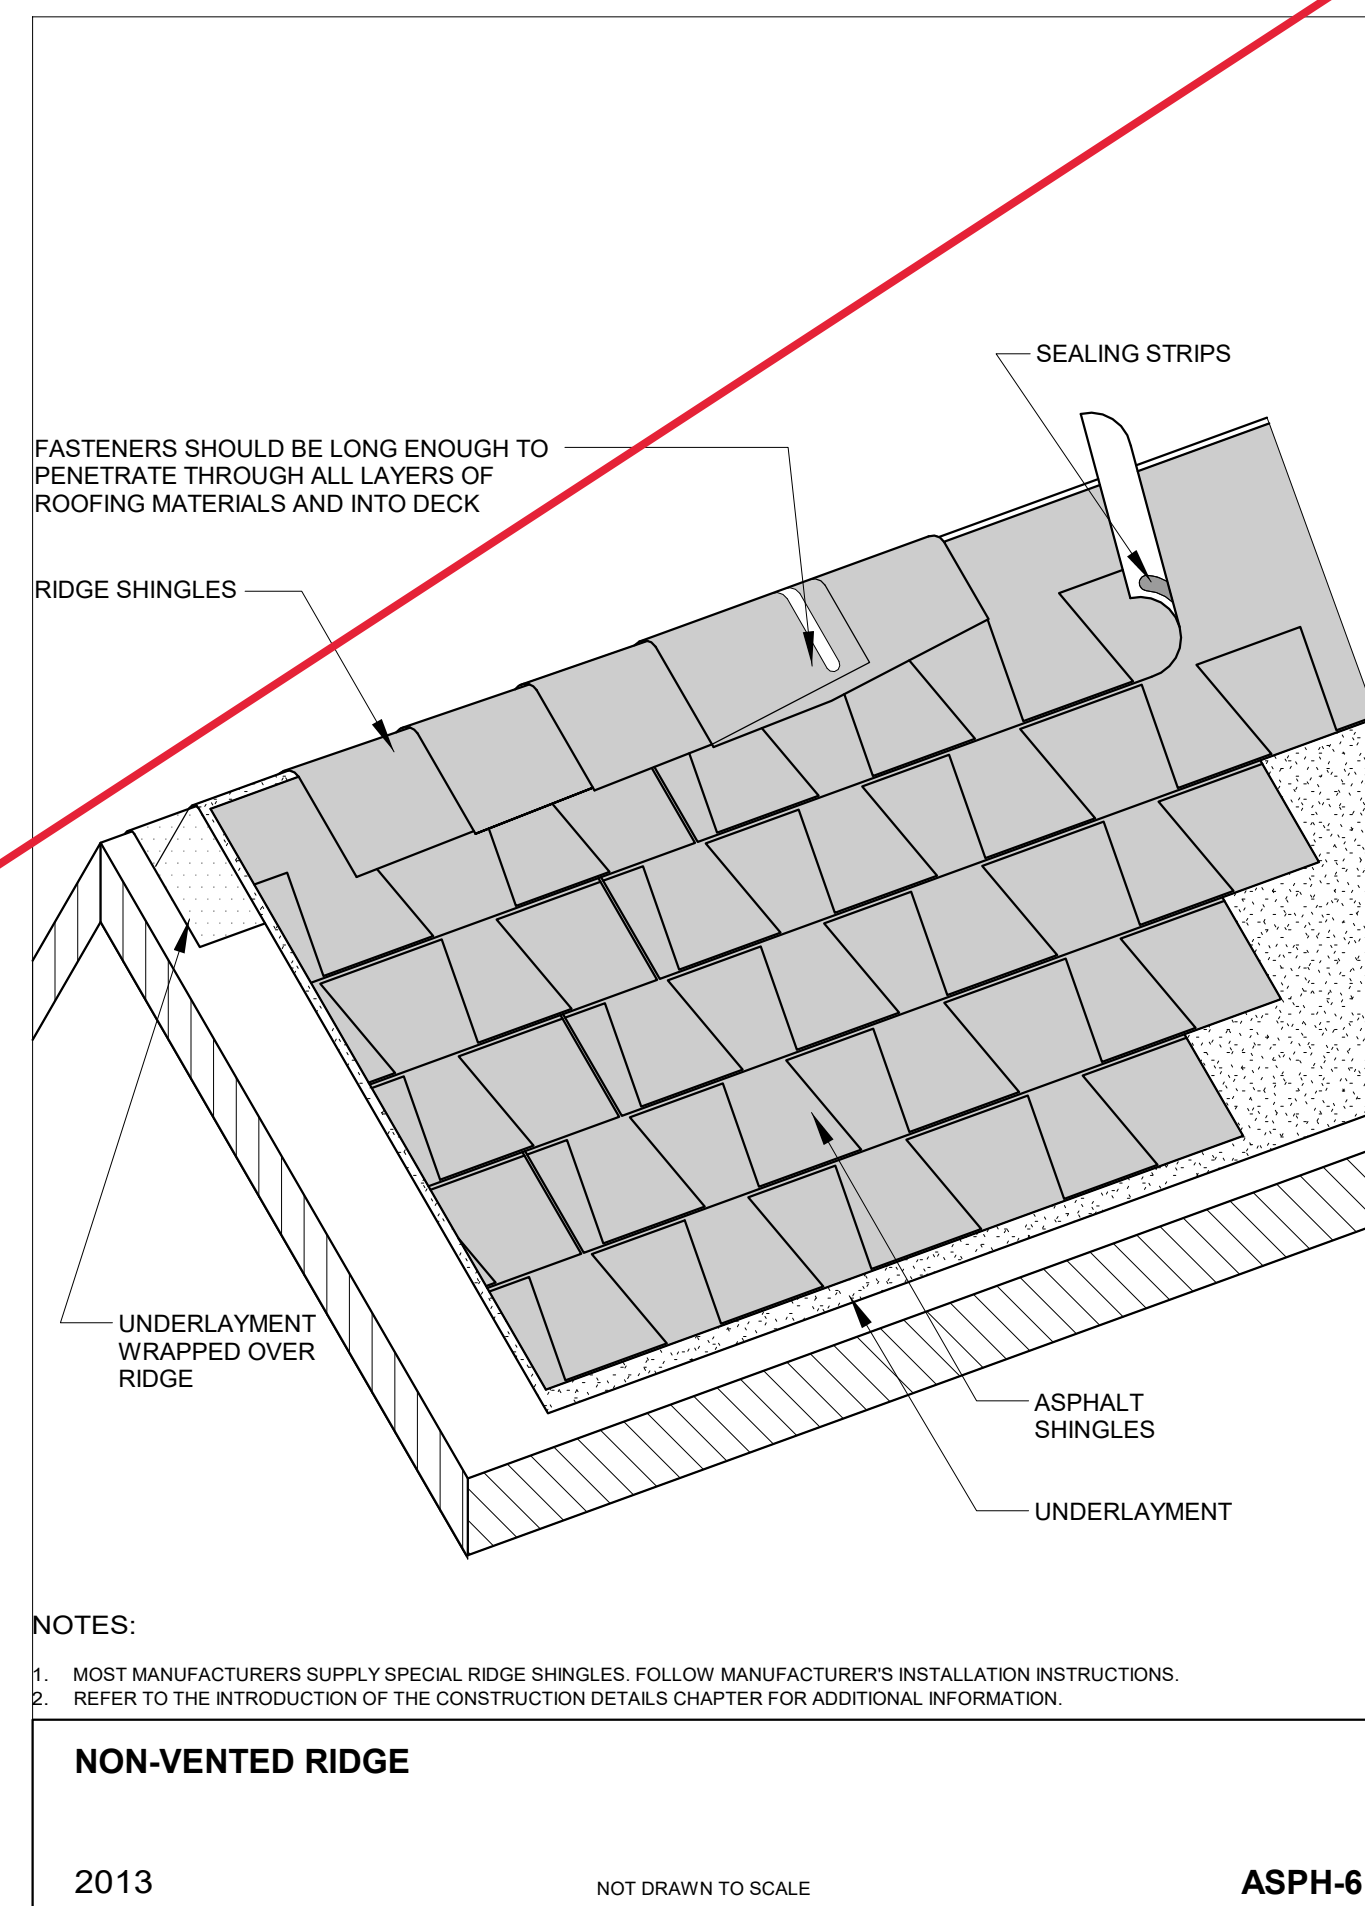 SEALING STRIPS
FASTENERS SHOULD BE LONG ENOUGH TO
PENETRATE THROUGH ALL LAYERS OF
ROOFING MATERIALS AND INTO DECK
RIDGE SHINGLES
UNDERLAYMENT
WRAPPED OVER
RIDGE
ASPHALT
SHINGLES
UNDERLAYMENT
NOTES:
1. MOST MANUFACTURERS SUPPLY SPECIAL RIDGE SHINGLES. FOLLOW MANUFACTURER'S INSTALLATION INSTRUCTIONS.
2. REFER TO THE INTRODUCTION OF THE CONSTRUCTION DETAILS CHAPTER FOR ADDITIONAL INFORMATION.
NON-VENTED RIDGE
2013
NOT DRAWN TO SCALE
ASPH-6